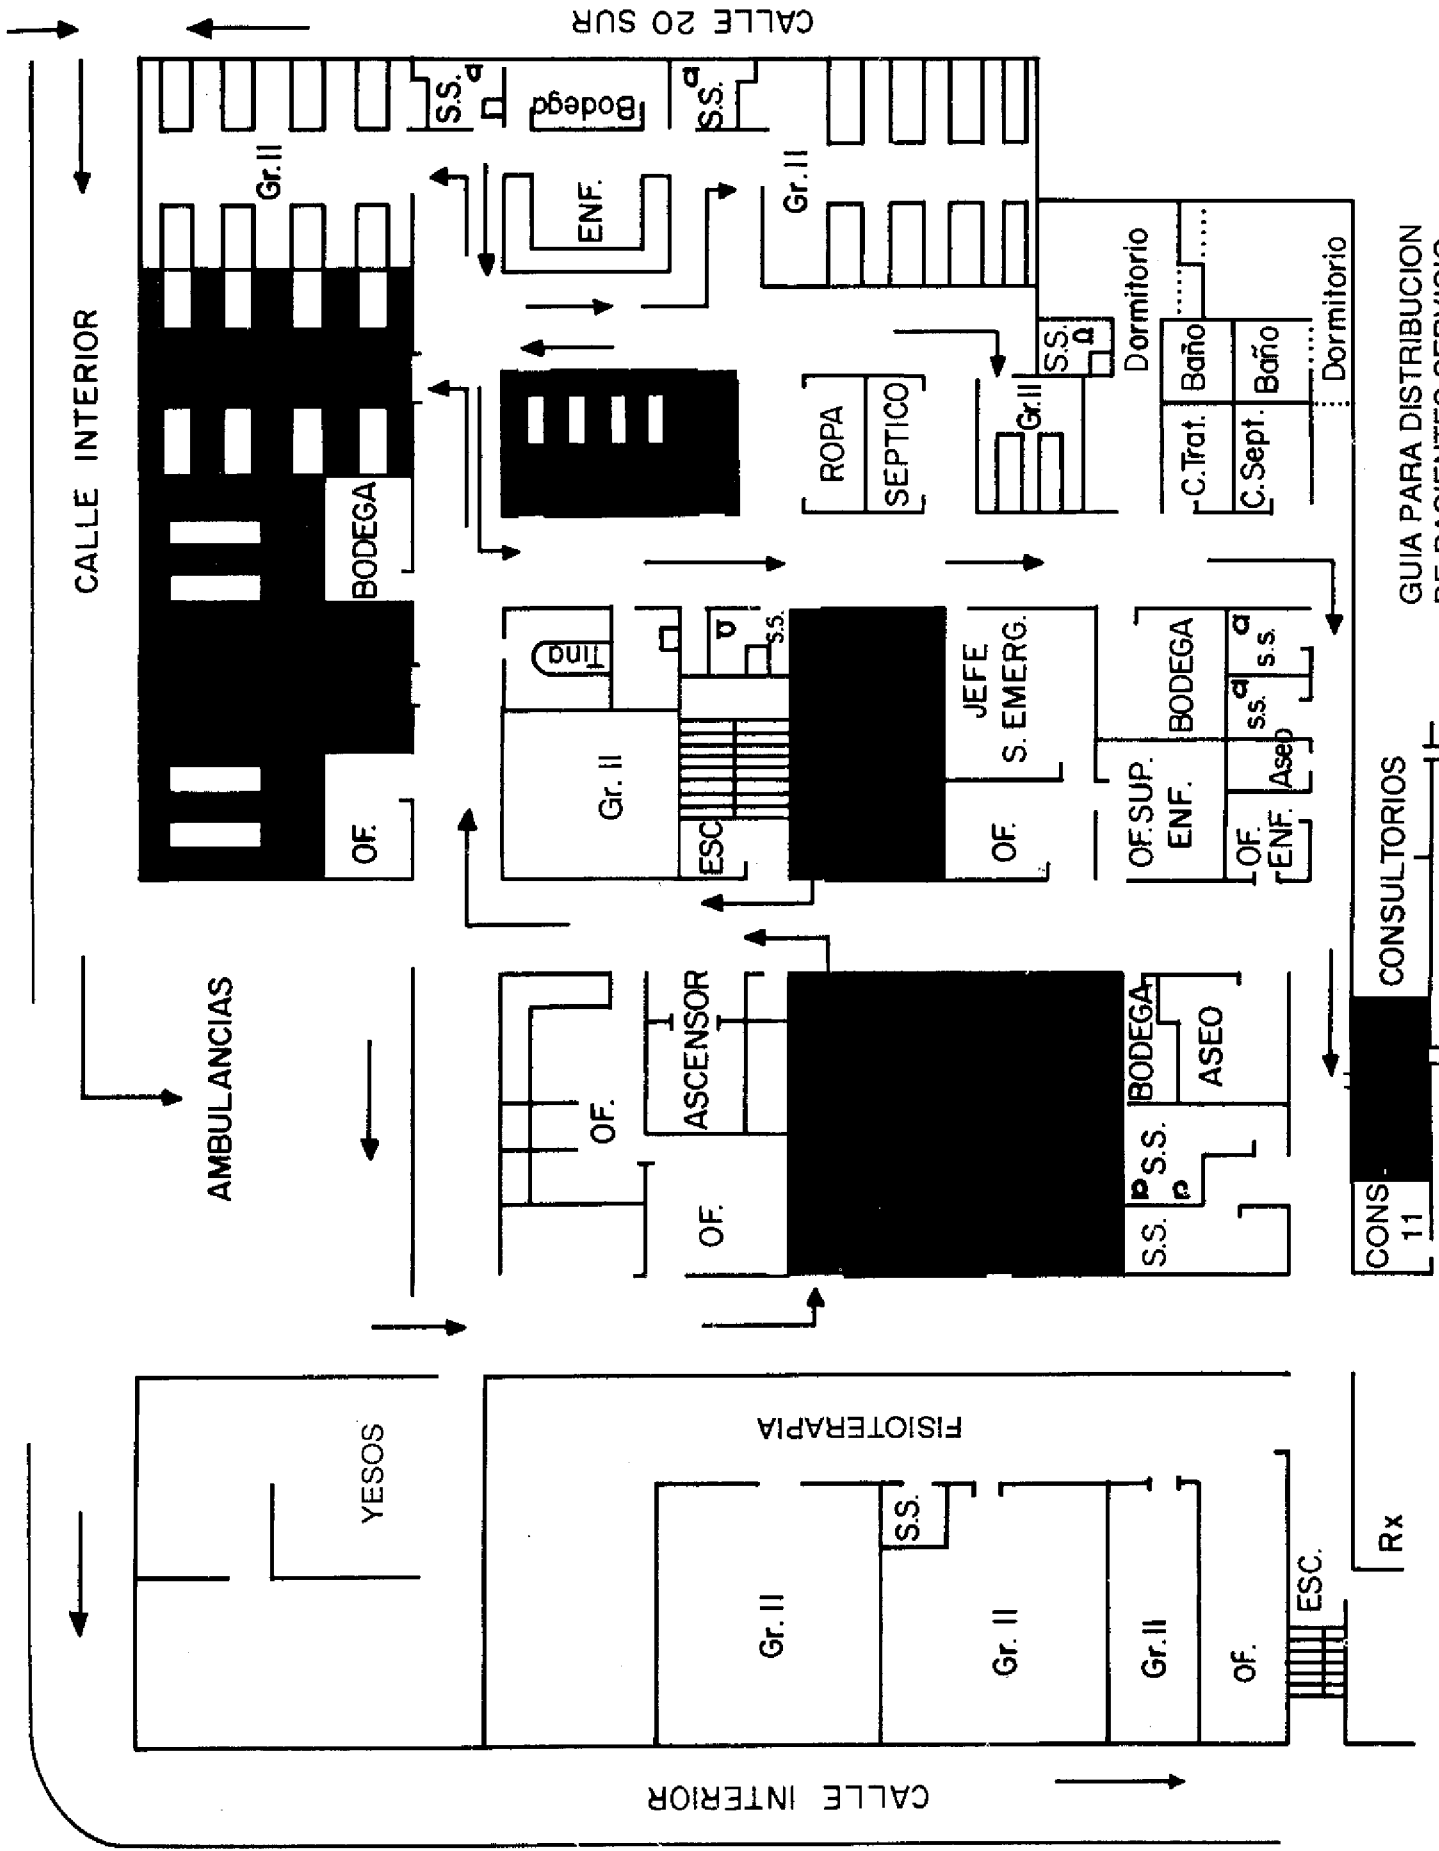 CALLE 20 SUR
CALLE INTERIOR
Gr.II
S.S.
Bodega
S.S.
ENF.
Gr.II
BODEGA
OF.
ROPA
SEPTICO
Gr.II
S.S.
Dormitorio
Baño
Baño
Dormitorio
C.Trat.
C.Sept.
Tina
s.s.
Gr. II
ESC
JEFE
S. EMERG.
OF.
BODEGA
s.s.
s.s.
Aseo
OF.SUP.
ENF.
OF.
ENF.
GUIA PARA DISTRIBUCION
DE PACIENTES SERVICIO
CONSULTORIOS
AMBULANCIAS
OF.
ASCENSOR
OF.
BODEGA
ASEO
S.S.
S.S.
CONS
11
YESOS
FISIOTERAPIA
Gr. II
S.S.
Gr. II
Gr.II
OF.
ESC.
Rx
CALLE INTERIOR